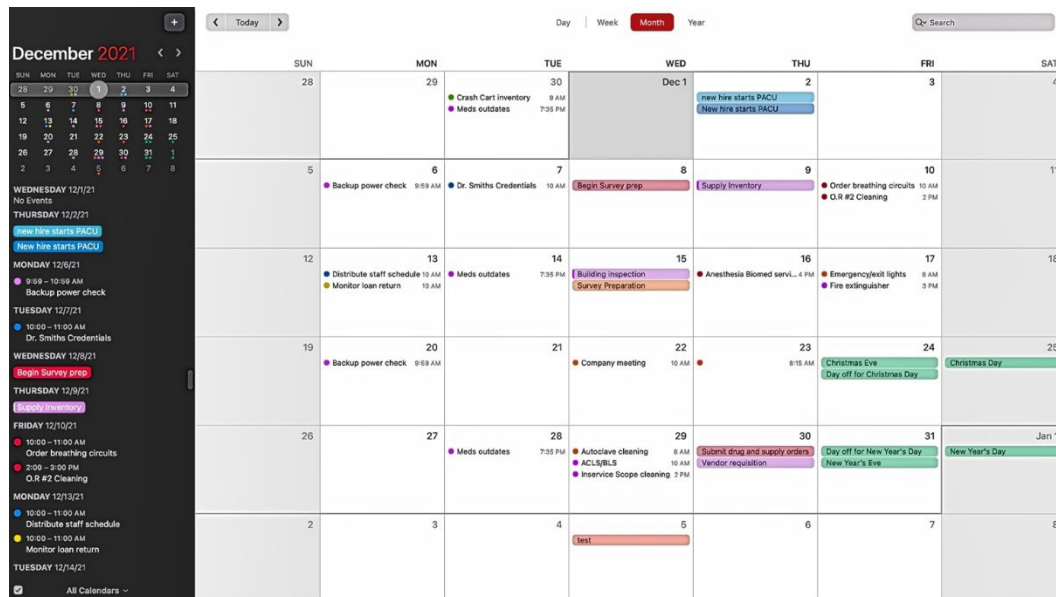 +
December 2021
SUN MON TUE WED THU FRI SAT
28 29 30 1 2 3 4
5 6 7 8 9 10 11
12 13 14 15 16 17 18
19 20 21 22 23 24 25
26 27 28 29 30 31 1
2 3 4 5 6 7 8
WEDNESDAY 12/1/21
No Events
THURSDAY 12/2/21
new hire starts PACU
New hire starts PACU
MONDAY 12/6/21
9:59 – 10:59 AM
Backup power check
TUESDAY 12/7/21
10:00 – 11:00 AM
Dr. Smiths Credentials
WEDNESDAY 12/8/21
Begin Survey prep
THURSDAY 12/9/21
Supply Inventory
FRIDAY 12/10/21
10:00 – 11:00 AM
Order breathing circuits
2:00 – 3:00 PM
O.R #2 Cleaning
MONDAY 12/13/21
10:00 – 11:00 AM
Distribute staff schedule
10:00 – 11:00 AM
Monitor loan return
TUESDAY 12/14/21
All Calendars
Today
Day Week Month Year
Search
SUN MON TUE WED THU FRI SAT
28 29 30 Dec 1 2 3 4
Crash Cart inventory 9 AM
Meds outdates 7:35 PM
new hire starts PACU
New hire starts PACU
5 6 7 8 9 10 11
Backup power check 9:59 AM
Dr. Smiths Credentials 10 AM
Begin Survey prep
Supply Inventory
Order breathing circuits 10 AM
O.R #2 Cleaning 2 PM
12 13 14 15 16 17 18
Distribute staff schedule 10 AM
Monitor loan return 10 AM
Meds outdates 7:35 PM
Building inspection
Survey Preparation
Anesthesia Biomed servi... 4 PM
Emergency/exit lights 8 AM
Fire extinguisher 3 PM
19 20 21 22 23 24 25
Backup power check 9:59 AM
Company meeting 10 AM
8:15 AM
Christmas Eve
Day off for Christmas Day
Christmas Day
26 27 28 29 30 31 Jan 1
Meds outdates 7:35 PM
Autoclave cleaning 8 AM
ACLS/BLS 10 AM
Inservice Scope cleaning 2 PM
Submit drug and supply orders
Vendor requisition
Day off for New Year's Day
New Year's Eve
New Year's Day
2 3 4 5 6 7 8
test